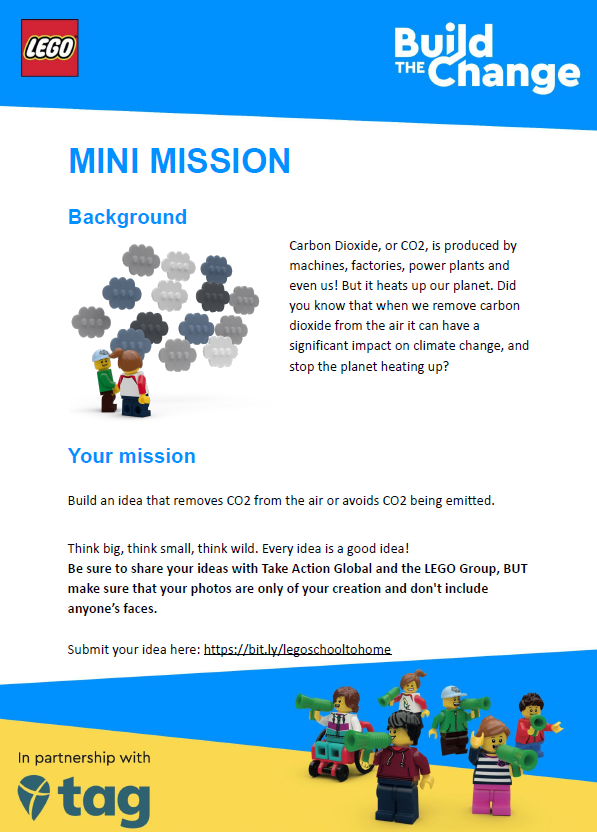 LEGO
Build
THE Change
MINI MISSION
Background
Carbon Dioxide, or CO2, is produced by
machines, factories, power plants and
even us! But it heats up our planet. Did
you know that when we remove carbon
dioxide from the air it can have a
significant impact on climate change, and
stop the planet heating up?
Your mission
Build an idea that removes CO2 from the air or avoids CO2 being emitted.
Think big, think small, think wild. Every idea is a good idea!
Be sure to share your ideas with Take Action Global and the LEGO Group, BUT
make sure that your photos are only of your creation and don't include
anyone’s faces.
Submit your idea here: https://bit.ly/legoschooltohome
In partnership with
tag